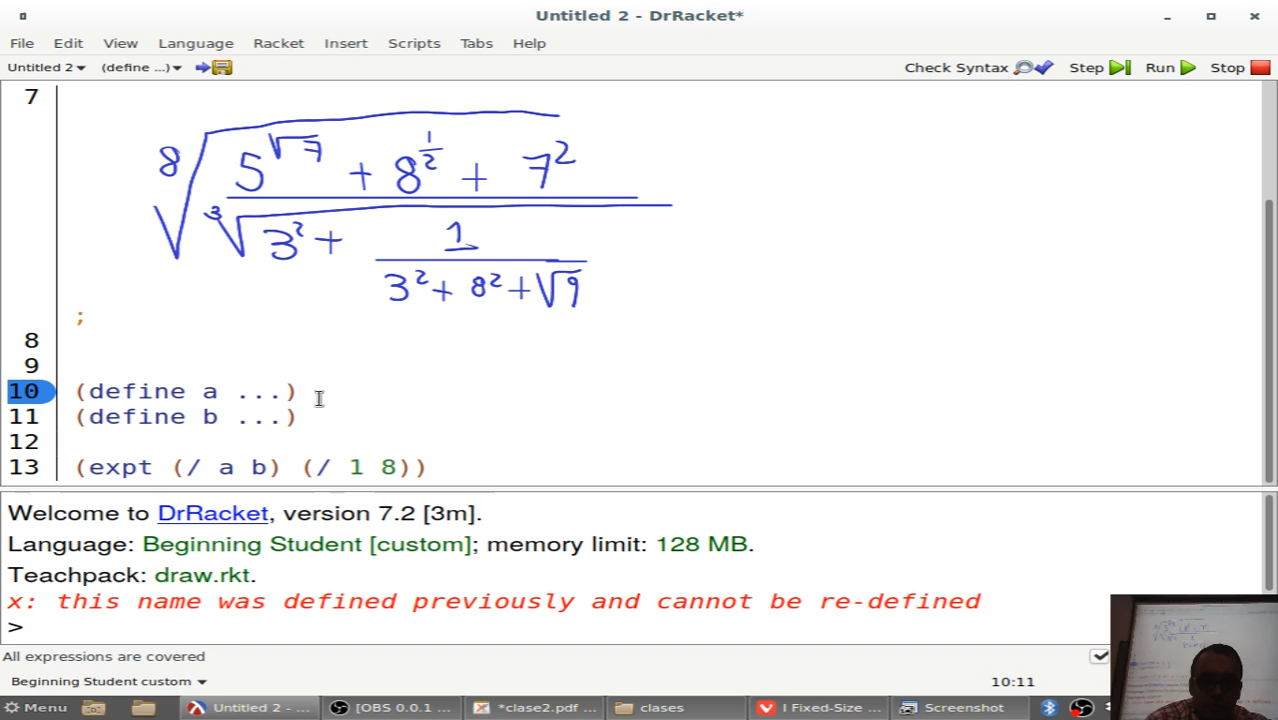 Untitled 2 - DrRacket*
File Edit View Language Racket Insert Scripts Tabs Help
Untitled 2 (define ...) Check Syntax Step Run Stop
7
8 5^√7 + 8^1/2 + 7^2
3 3^2 + 1
3^2 + 8^2 + √9
;
8
9
10 (define a ...)
11 (define b ...)
12
13 (expt (/ a b) (/ 1 8))
Welcome to DrRacket, version 7.2 [3m].
Language: Beginning Student [custom]; memory limit: 128 MB.
Teachpack: draw.rkt.
x: this name was defined previously and cannot be re-defined
>
All expressions are covered
Beginning Student custom 10:11
Menu Untitled 2 - ... [OBS 0.0.1 ... *clase2.pdf ... clases I Fixed-Size ... Screenshot